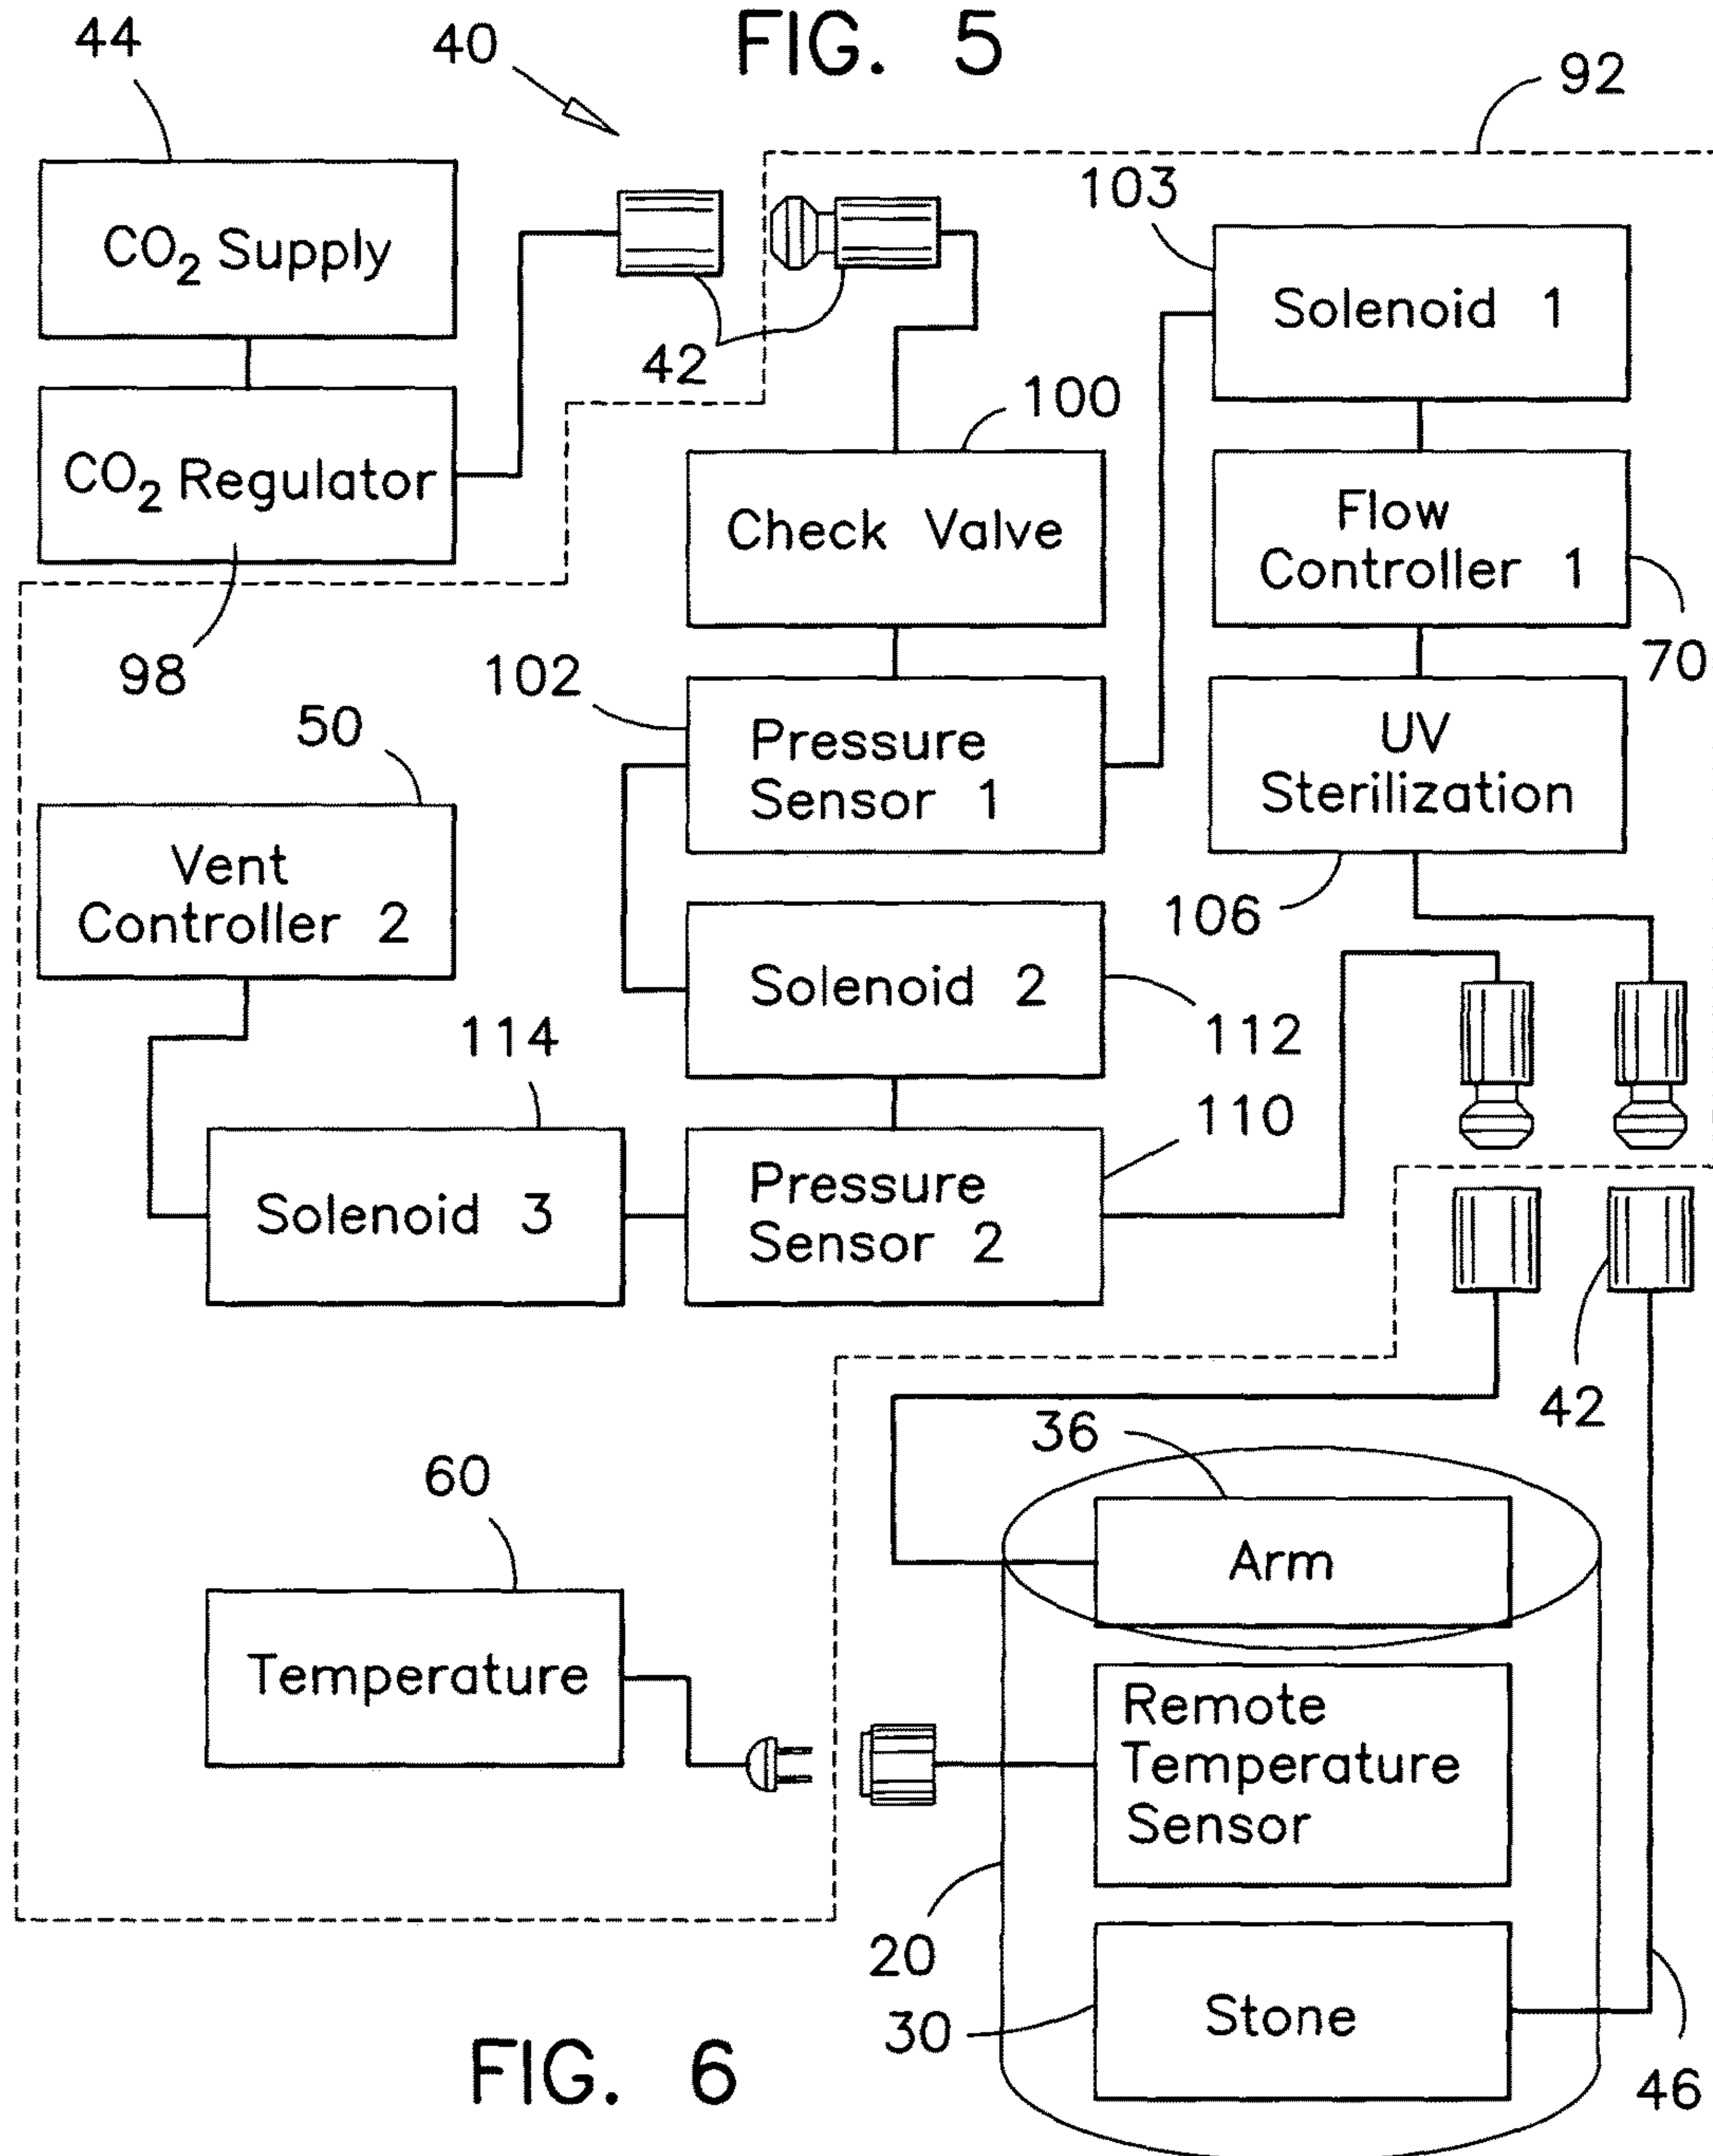 FIG. 5
44
40
92
CO₂ Supply
103
Solenoid 1
42
100
CO₂ Regulator
Check Valve
Flow
Controller 1
98
102
70
50
Pressure
Sensor 1
UV
Sterilization
Vent
Controller 2
106
Solenoid 2
112
114
110
Solenoid 3
Pressure
Sensor 2
42
36
60
Arm
Temperature
Remote
Temperature
Sensor
20
30
Stone
46
FIG. 6